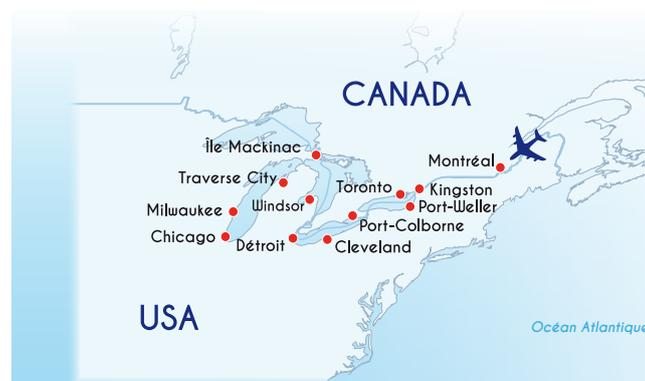 CANADA
Île Mackinac
Montréal
Traverse City
Toronto
Kingston
Milwaukee
Windsor
Port-Weller
Port-Colborne
Chicago
Détroit
Cleveland
USA
Océan Atlantique